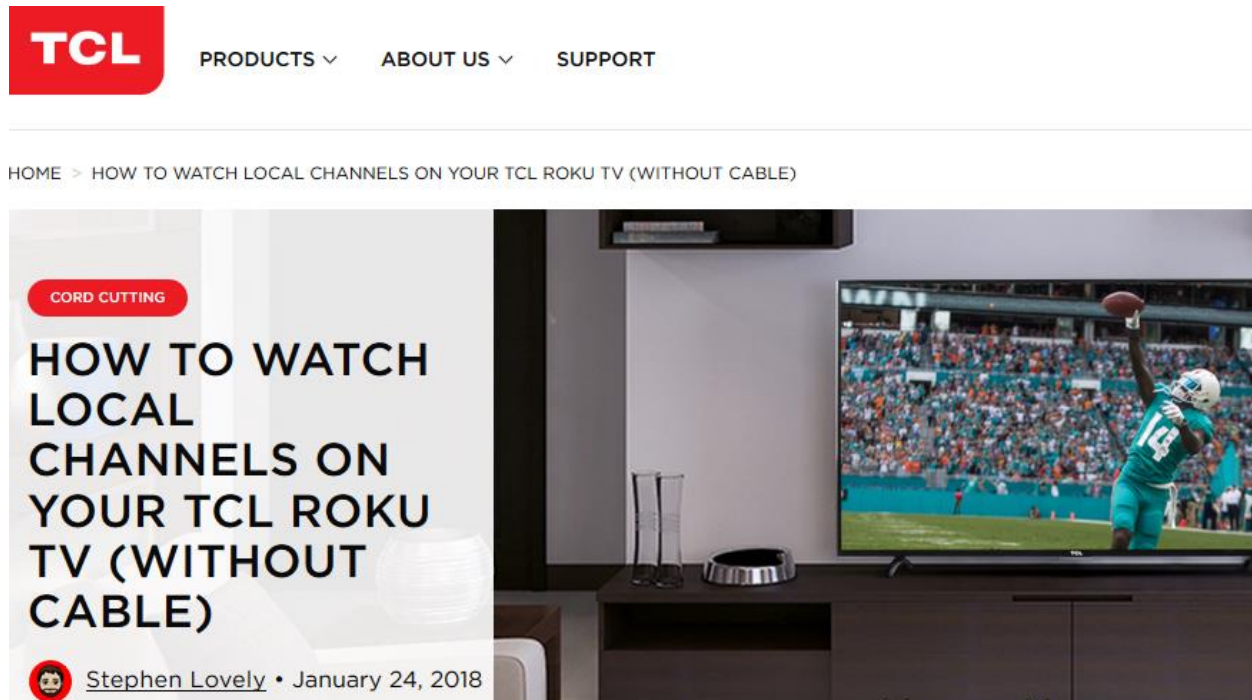 TCL
PRODUCTS ABOUT US SUPPORT
HOME > HOW TO WATCH LOCAL CHANNELS ON YOUR TCL ROKU TV (WITHOUT CABLE)
CORD CUTTING
HOW TO WATCH
LOCAL
CHANNELS ON
YOUR TCL ROKU
TV (WITHOUT
CABLE)
Stephen Lovely • January 24, 2018
14
TCL